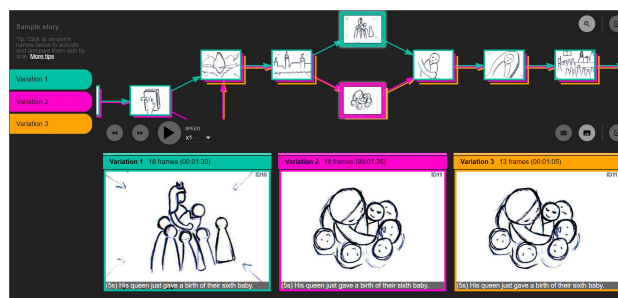 Sample story
Tip: Click at version's
names below to activate
and compare them side
by side. More tips
Variation 1
Variation 2
Variation 3
SPEED
x1
Variation 1 18 frames (00:01:30)
ID10
(5s) His queen just gave a birth of their sixth baby.
Variation 2 19 frames (00:01:35)
ID11
(5s) His queen just gave a birth of their sixth baby.
Variation 3 13 frames (00:01:05)
ID11
(5s) His queen just gave a birth of their sixth baby.